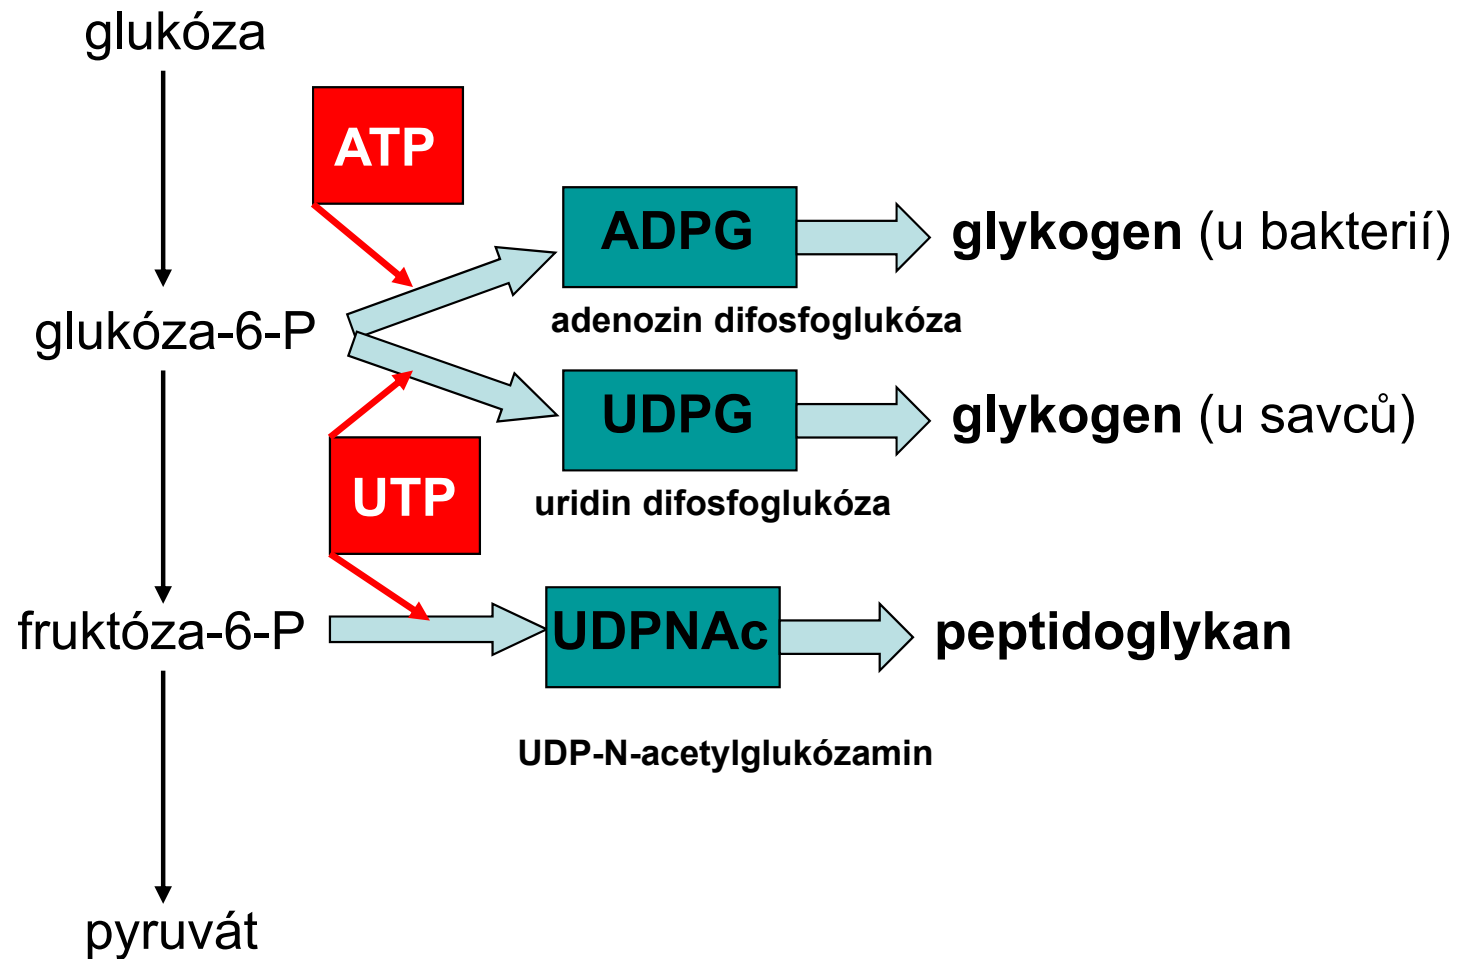 glukóza
ATP
ADPG
glykogen (u bakterií)
adenozin difosfoglukóza
glukóza-6-P
UDPG
glykogen (u savců)
UTP
uridin difosfoglukóza
fruktóza-6-P
UDPNAc
peptidoglykan
UDP-N-acetylglukózamin
pyruvát